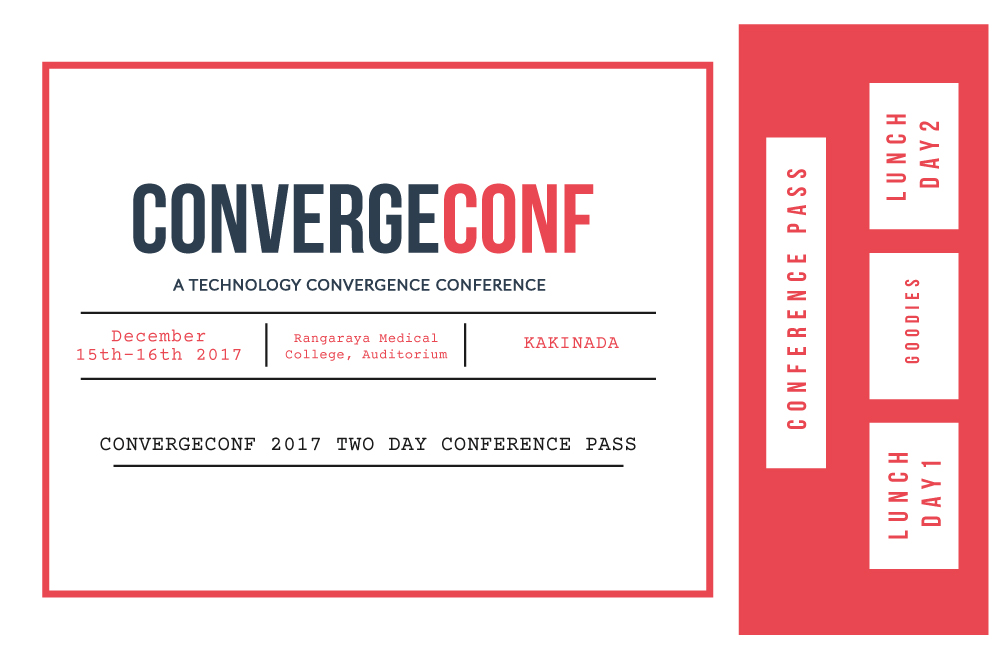 CONVERGECONF
A TECHNOLOGY CONVERGENCE CONFERENCE
December
15th-16th 2017
Rangaraya Medical
College, Auditorium
KAKINADA
CONVERGECONF 2017 TWO DAY CONFERENCE PASS
CONFERENCE PASS
LUNCH
DAY2
GOODIES
LUNCH
DAY1